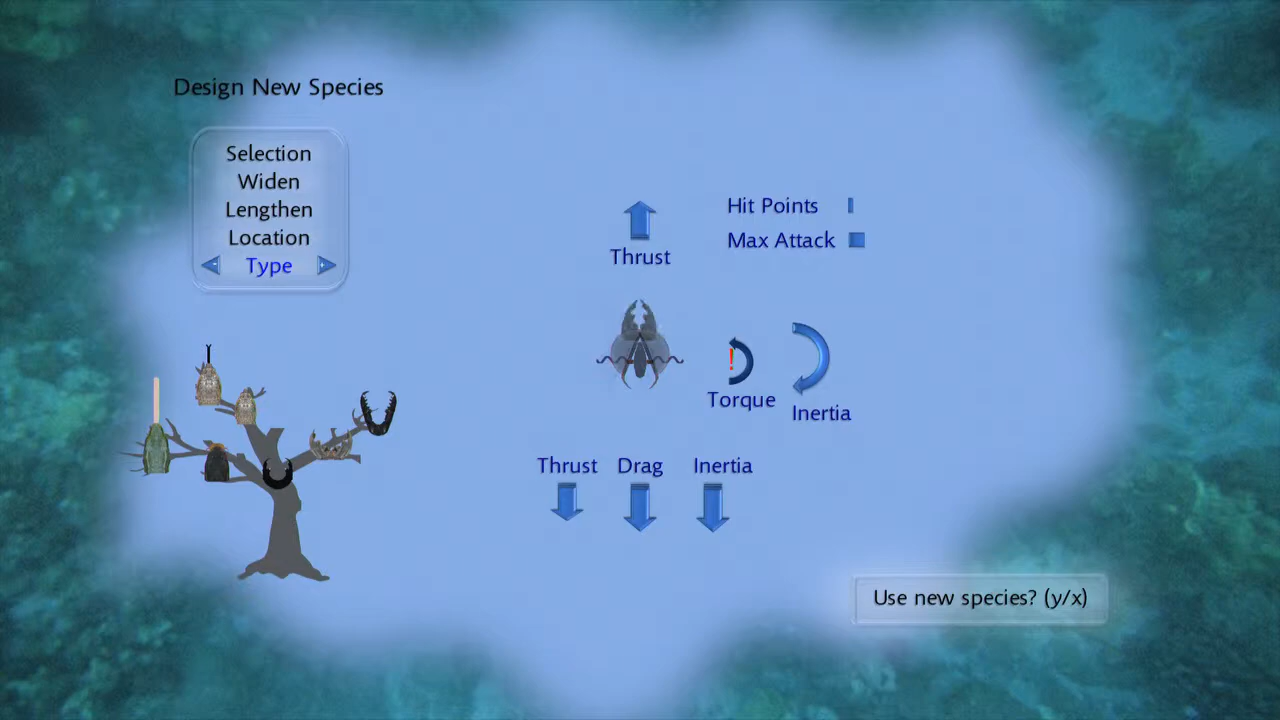 Design New Species
Selection
Widen
Lengthen
Location
Type
Thrust
Hit Points
Max Attack
!
Torque
Inertia
Thrust Drag Inertia
Use new species? (y/x)